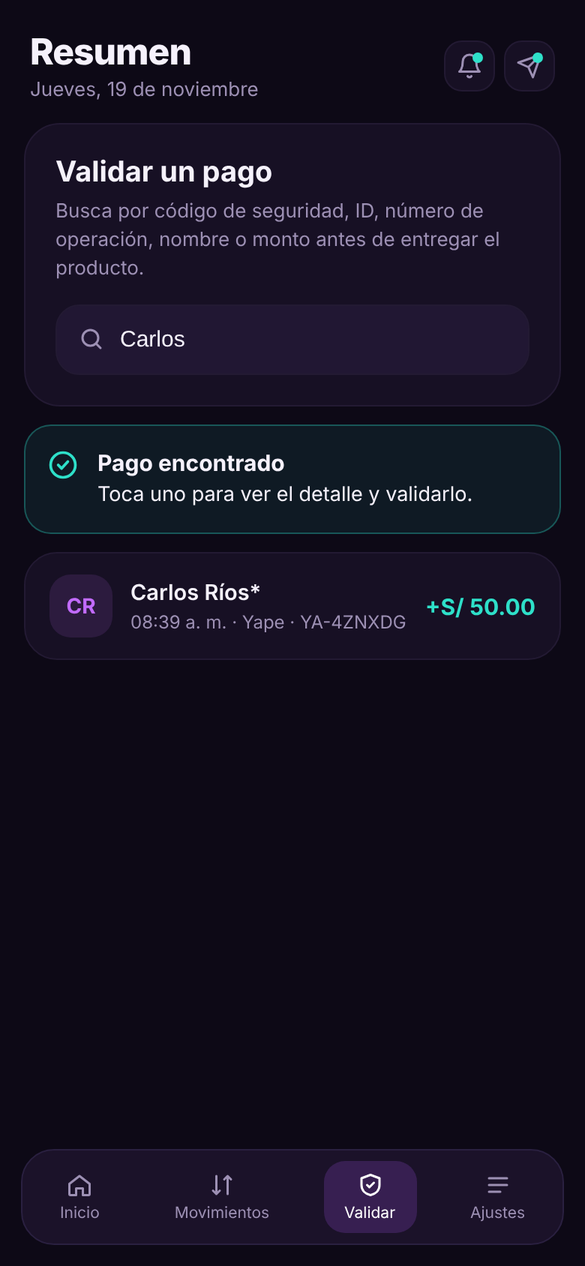 Resumen
Jueves, 19 de noviembre
Validar un pago
Busca por código de seguridad, ID, número de
operación, nombre o monto antes de entregar el
producto.
Carlos
Pago encontrado
Toca uno para ver el detalle y validarlo.
CR
Carlos Ríos*
08:39 a. m. · Yape · YA-4ZNXDG
+S/ 50.00
Inicio
Movimientos
Validar
Ajustes